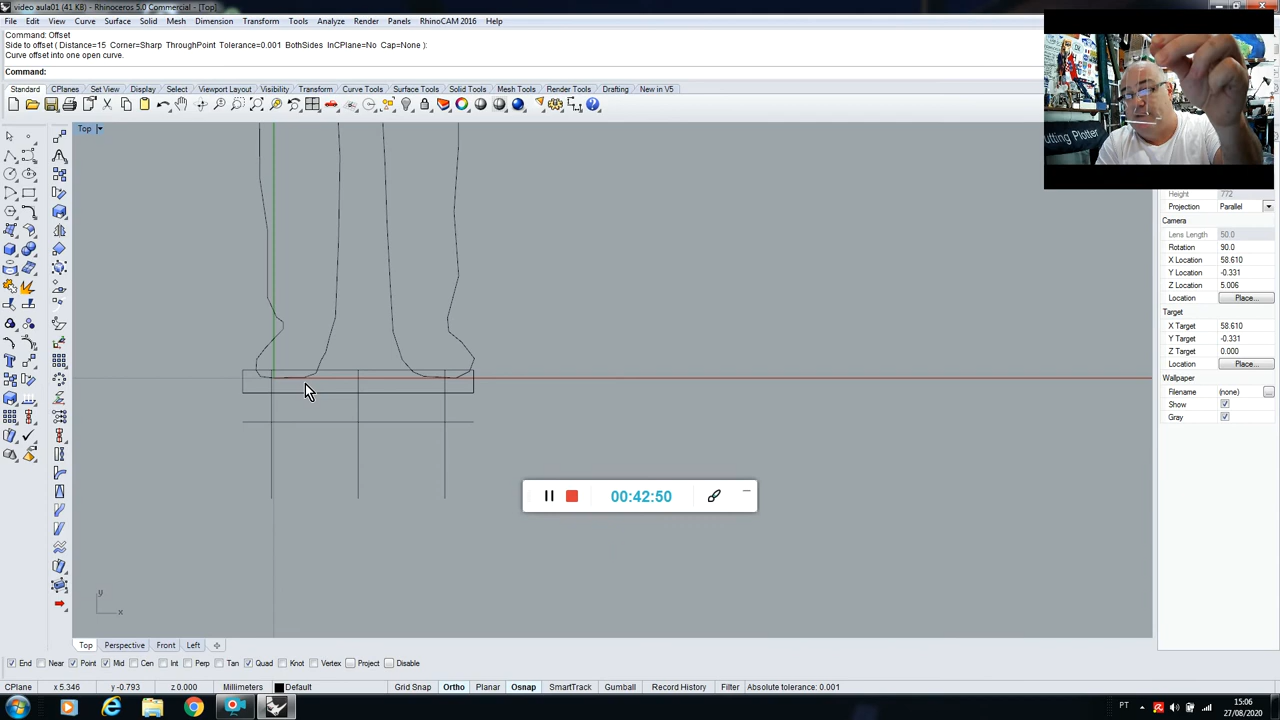 video aula01 (41 KB) - Rhinoceros 5.0 Commercial - [Top]
File Edit View Curve Surface Solid Mesh Dimension Transform Tools Analyze Render Panels RhinoCAM 2016 Help
Command: Offset
Side to offset ( Distance=15 Corner=Sharp ThroughPoint Tolerance=0.001 BothSides InCPlane=No Cap=None ):
Curve offset into one open curve.
Command:
Standard CPlanes Set View Display Select Viewport Layout Visibility Transform Curve Tools Surface Tools Solid Tools Mesh Tools Render Tools Drafting New in V5
Top
utting Plotter
Height 772
Projection Parallel
Camera
Lens Length 50.0
Rotation 90.0
X Location 58.610
Y Location -0.331
Z Location 5.006
Location Place...
Target
X Target 58.610
Y Target -0.331
Z Target 0.000
Location Place...
Wallpaper
Filename (none) ...
Show
Gray
00:42:50
y
x
Top Perspective Front Left
End Near Point Mid Cen Int Perp Tan Quad Knot Vertex Project Disable
CPlane x 5.346 y -0.793 z 0.000 Millimeters Default Grid Snap Ortho Planar Osnap SmartTrack Gumball Record History Filter Absolute tolerance: 0.001
PT 15:06
27/08/2020